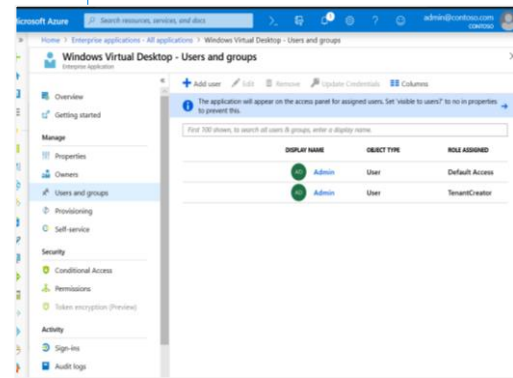 Microsoft Azure
Search resources, services, and docs
admin@contoso.com
CONTOSO
Home > Enterprise applications - All applications > Windows Virtual Desktop - Users and groups
Windows Virtual Desktop - Users and groups
Enterprise Application
Overview
Getting started
Manage
Properties
Owners
Users and groups
Provisioning
Self-service
Security
Conditional Access
Permissions
Token encryption (Preview)
Activity
Sign-ins
Audit logs
Add user Edit Remove Update Credentials Columns
The application will appear on the access panel for assigned users. Set 'visible to users?' to no in properties
to prevent this.
First 100 shown, to search all users & groups, enter a display name.
DISPLAY NAME OBJECT TYPE ROLE ASSIGNED
AD Admin User Default Access
AD Admin User TenantCreator